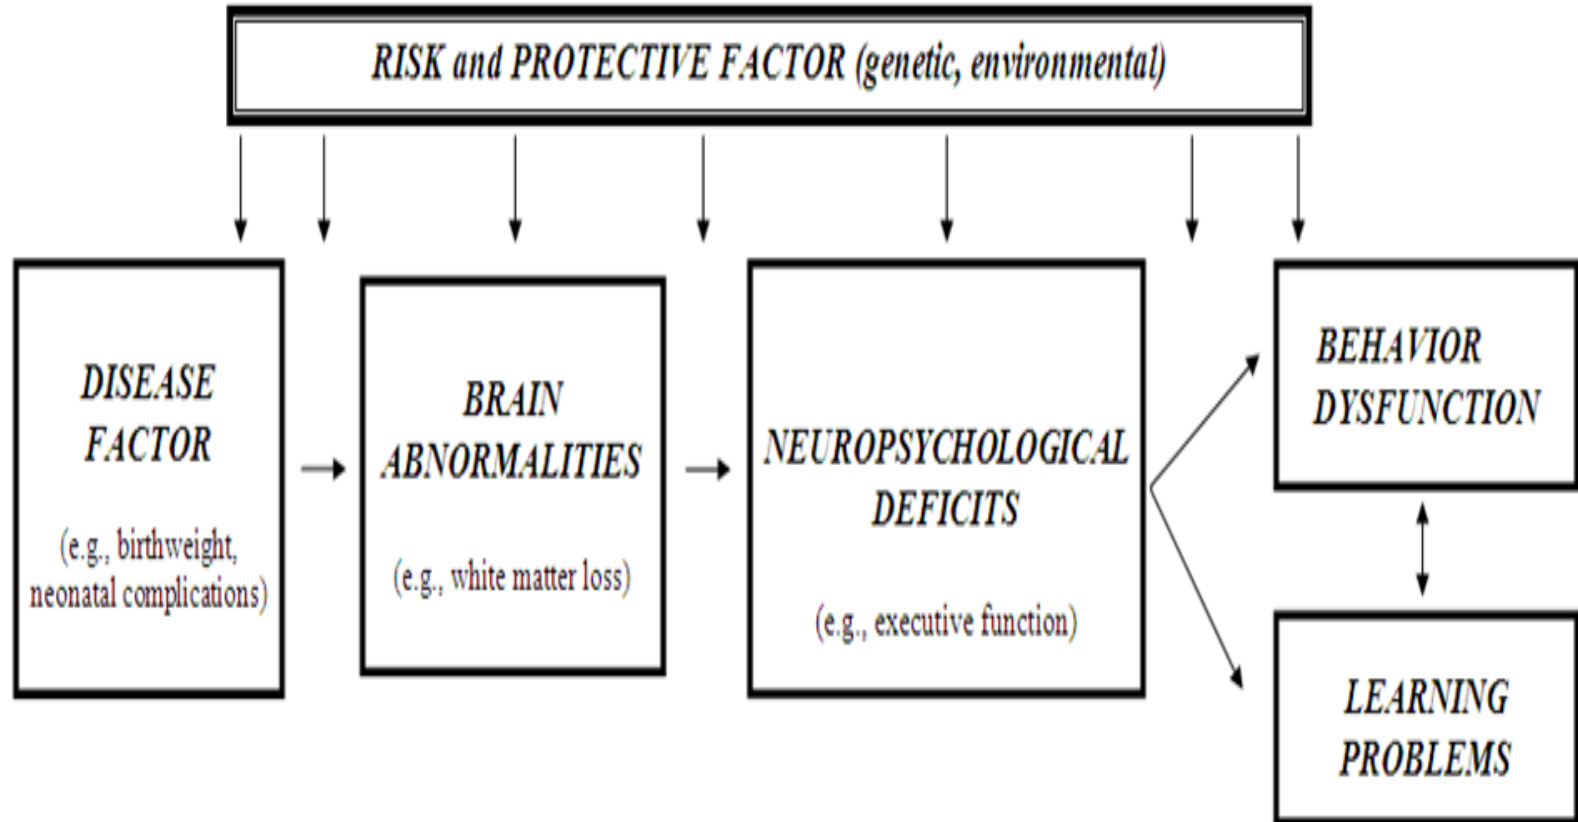 RISK and PROTECTIVE FACTOR (genetic, environmental)
DISEASE
FACTOR
(e.g., birthweight,
neonatal complications)
BRAIN
ABNORMALITIES
(e.g., white matter loss)
NEUROPSYCHOLOGICAL
DEFICITS
(e.g., executive function)
BEHAVIOR
DYSFUNCTION
LEARNING
PROBLEMS